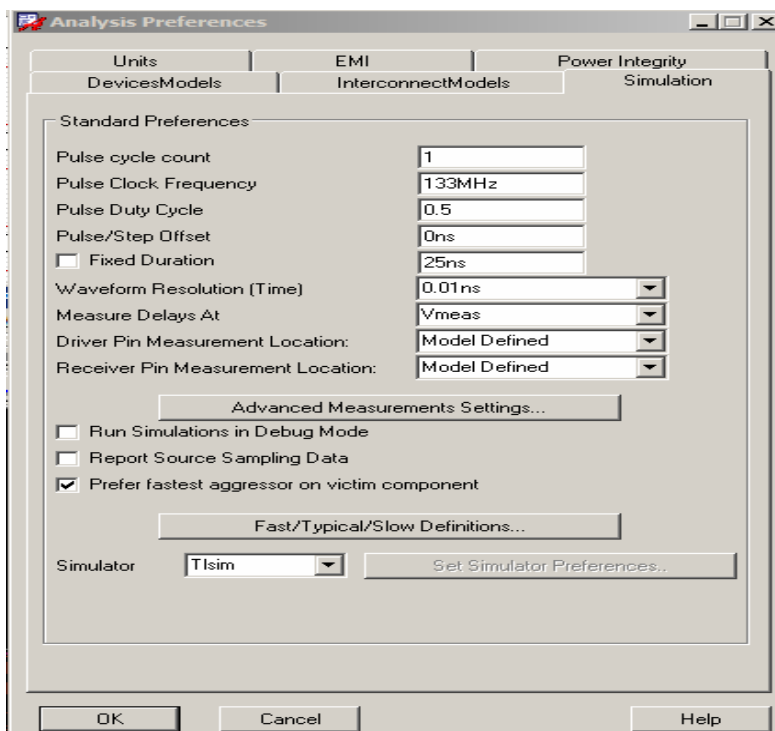 Analysis Preferences
Units EMI Power Integrity
DevicesModels InterconnectModels Simulation
Standard Preferences
Pulse cycle count 1
Pulse Clock Frequency 133MHz
Pulse Duty Cycle 0.5
Pulse/Step Offset 0ns
Fixed Duration 25ns
Waveform Resolution (Time) 0.01ns
Measure Delays At Vmeas
Driver Pin Measurement Location: Model Defined
Receiver Pin Measurement Location: Model Defined
Advanced Measurements Settings...
Run Simulations in Debug Mode
Report Source Sampling Data
Prefer fastest aggressor on victim component
Fast/Typical/Slow Definitions...
Simulator Tlsim Set Simulator Preferences..
OK Cancel Help